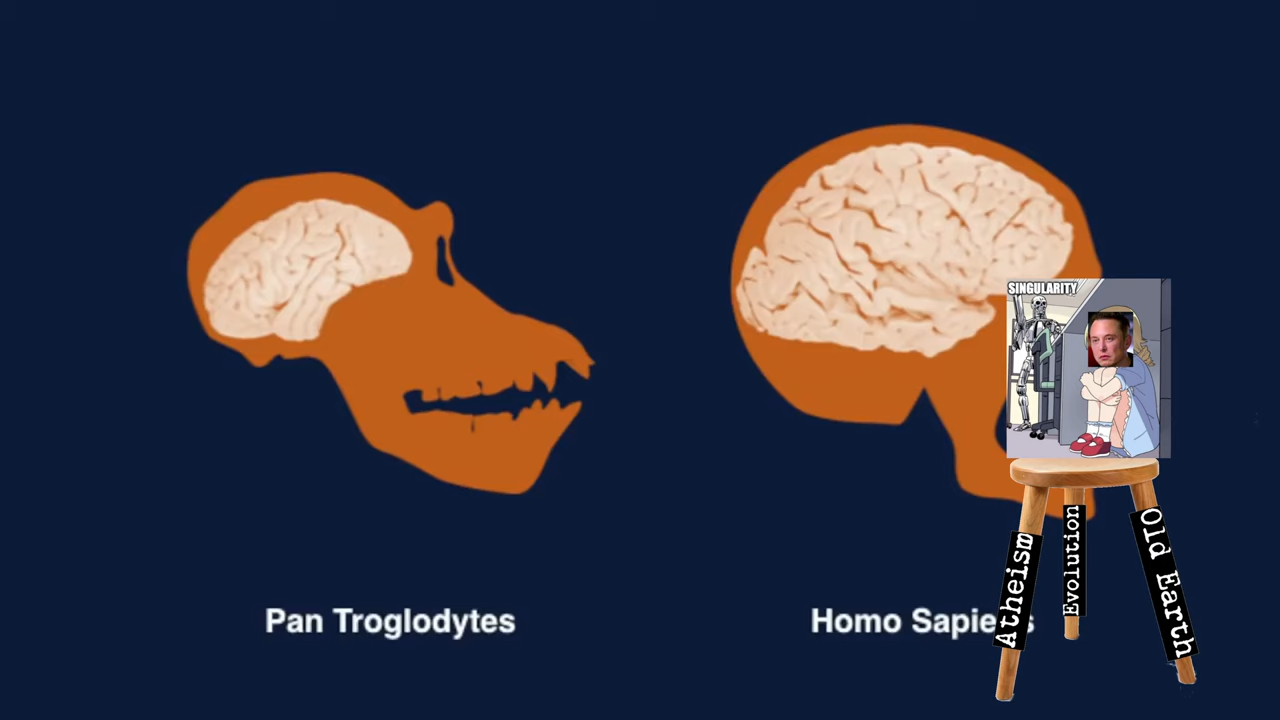 SINGULARITY
Atheism
Evolution
Old Earth
Pan Troglodytes
Homo Sapiens